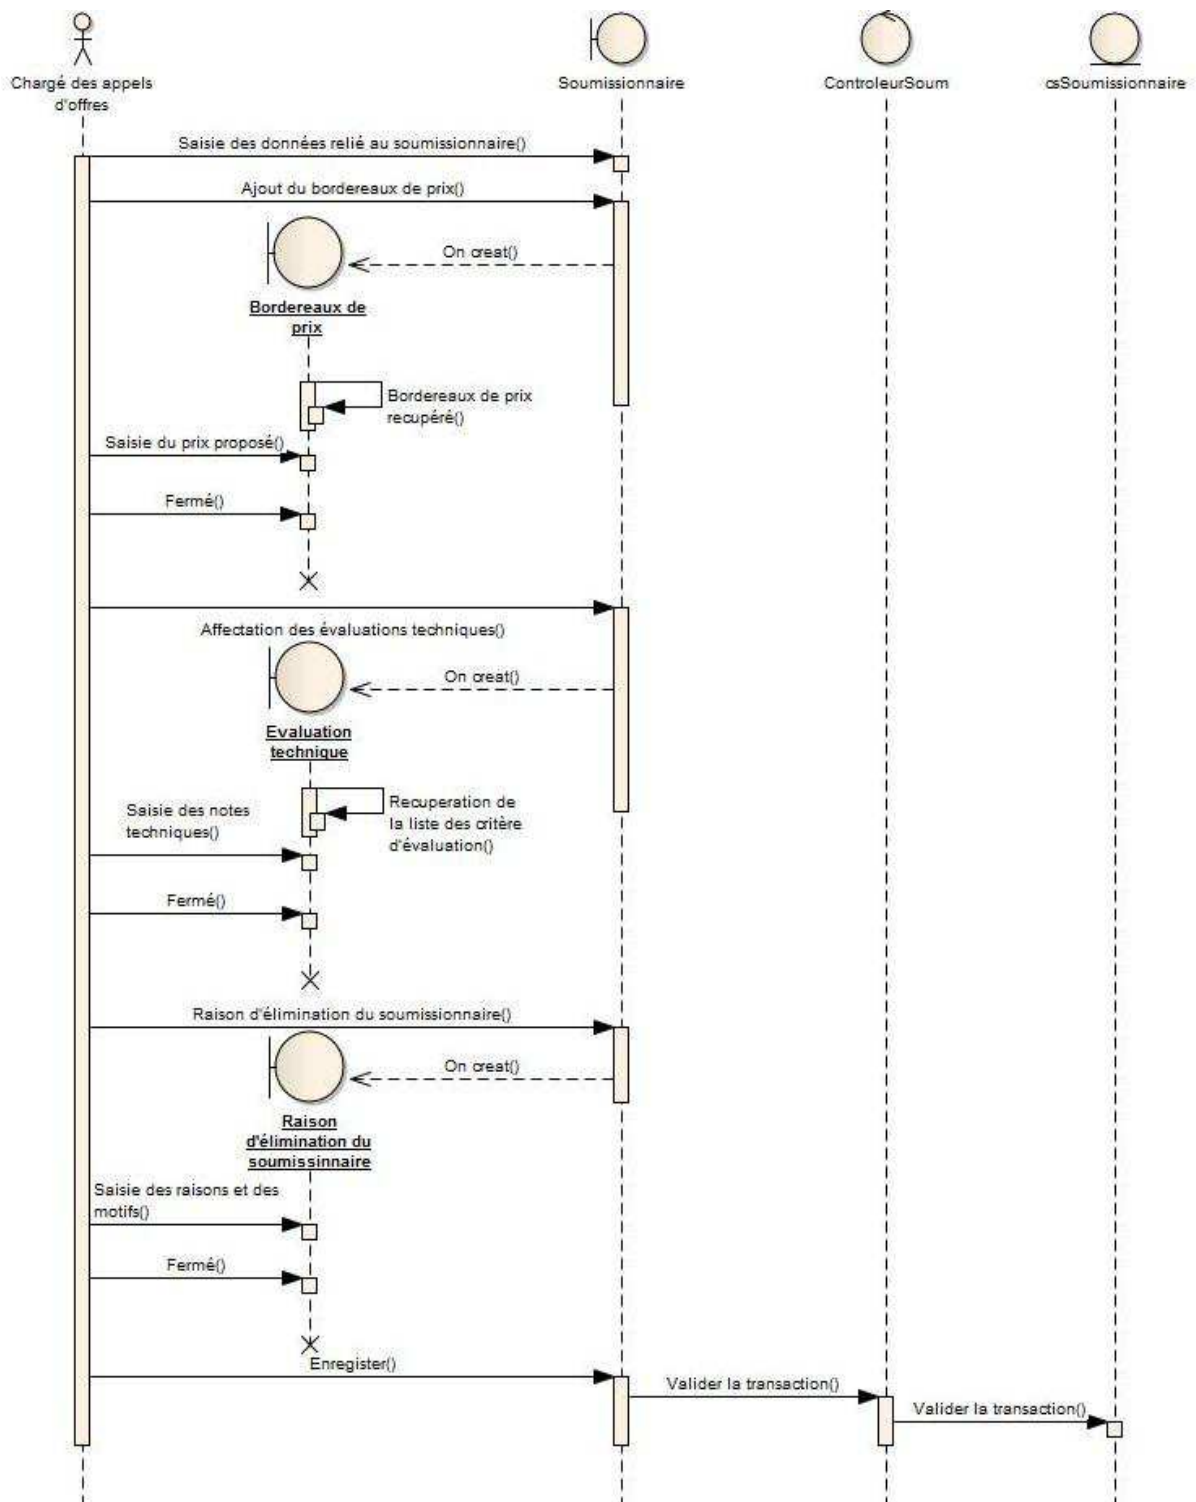 Chargé des appels
d'offres
Soumissionnaire
ControleurSoum
csSoumissionnaire
Saisie des données relié au soumissionnaire()
Ajout du bordereaux de prix()
On creat()
Bordereaux de
prix
Bordereaux de prix
recupéré()
Saisie du prix proposé()
Fermé()
Affectation des évaluations techniques()
On creat()
Evaluation
technique
Saisie des notes
techniques()
Recuperation de
la liste des critère
d'évaluation()
Fermé()
Raison d'élimination du soumissionnaire()
On creat()
Raison
d'élimination du
soumissinnaire
Saisie des raisons et des
motifs()
Fermé()
Enregister()
Valider la transaction()
Valider la transaction()